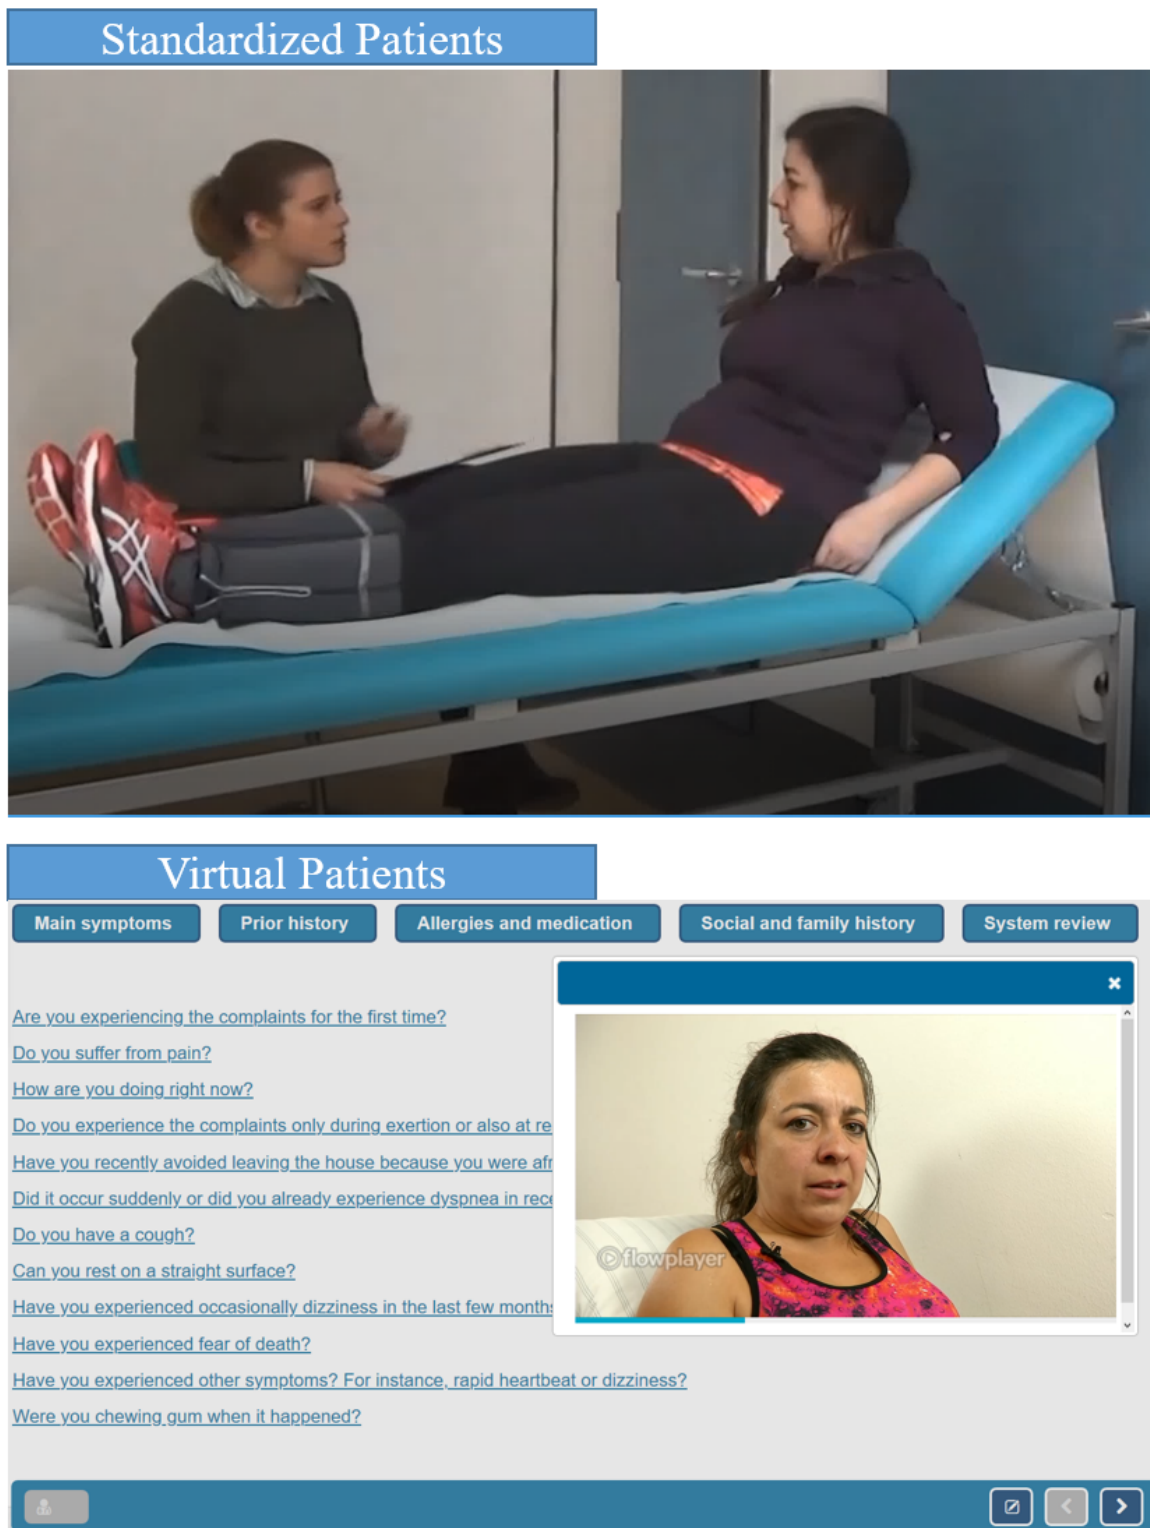 Standardized Patients
Virtual Patients
Main symptoms
Prior history
Allergies and medication
Social and family history
System review
Are you experiencing the complaints for the first time?
Do you suffer from pain?
How are you doing right now?
Do you experience the complaints only during exertion or also at re
Have you recently avoided leaving the house because you were afr
Did it occur suddenly or did you already experience dyspnea in rece
Do you have a cough?
Can you rest on a straight surface?
Have you experienced occasionally dizziness in the last few months
Have you experienced fear of death?
Have you experienced other symptoms? For instance, rapid heartbeat or dizziness?
Were you chewing gum when it happened?
flowplayer